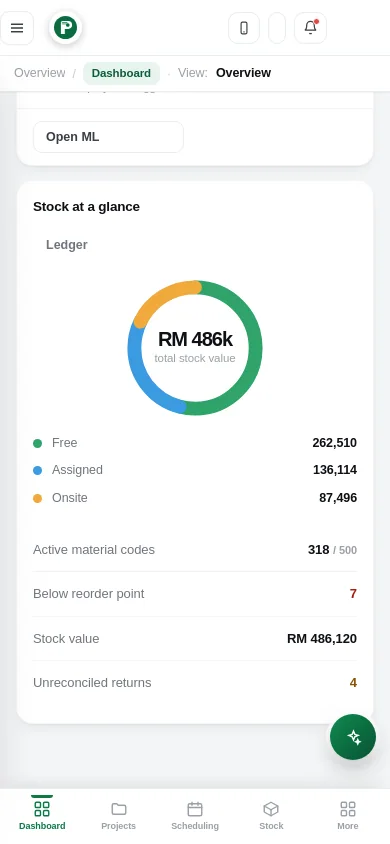 Overview / Dashboard · View: Overview
Open ML
Stock at a glance
Ledger
RM 486k
total stock value
Free 262,510
Assigned 136,114
Onsite 87,496
Active material codes 318 / 500
Below reorder point 7
Stock value RM 486,120
Unreconciled returns 4
Dashboard Projects Scheduling Stock More